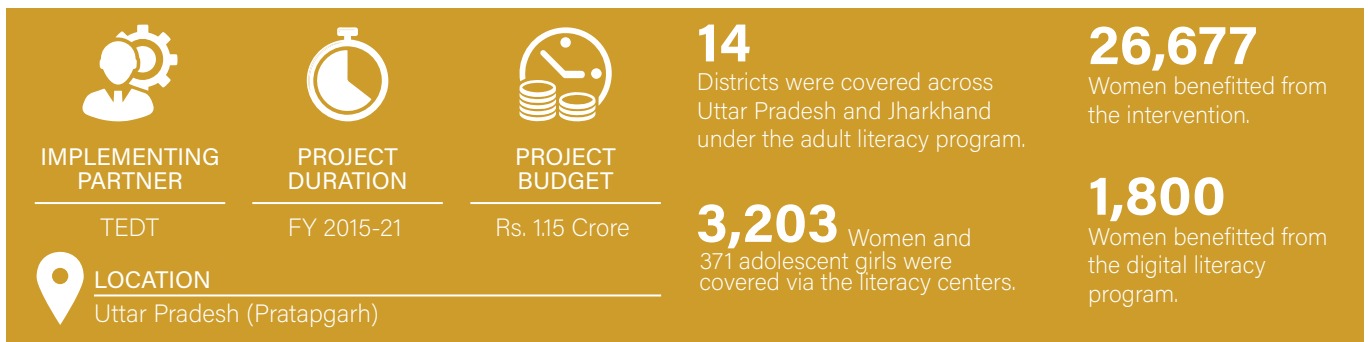 IMPLEMENTING
PARTNER
TEDT
PROJECT
DURATION
FY 2015-21
PROJECT
BUDGET
Rs. 1.15 Crore
LOCATION
Uttar Pradesh (Pratapgarh)
14
Districts were covered across
Uttar Pradesh and Jharkhand
under the adult literacy program.
3,203 Women and
371 adolescent girls were
covered via the literacy centers.
26,677
Women benefitted from
the intervention.
1,800
Women benefitted from
the digital literacy
program.